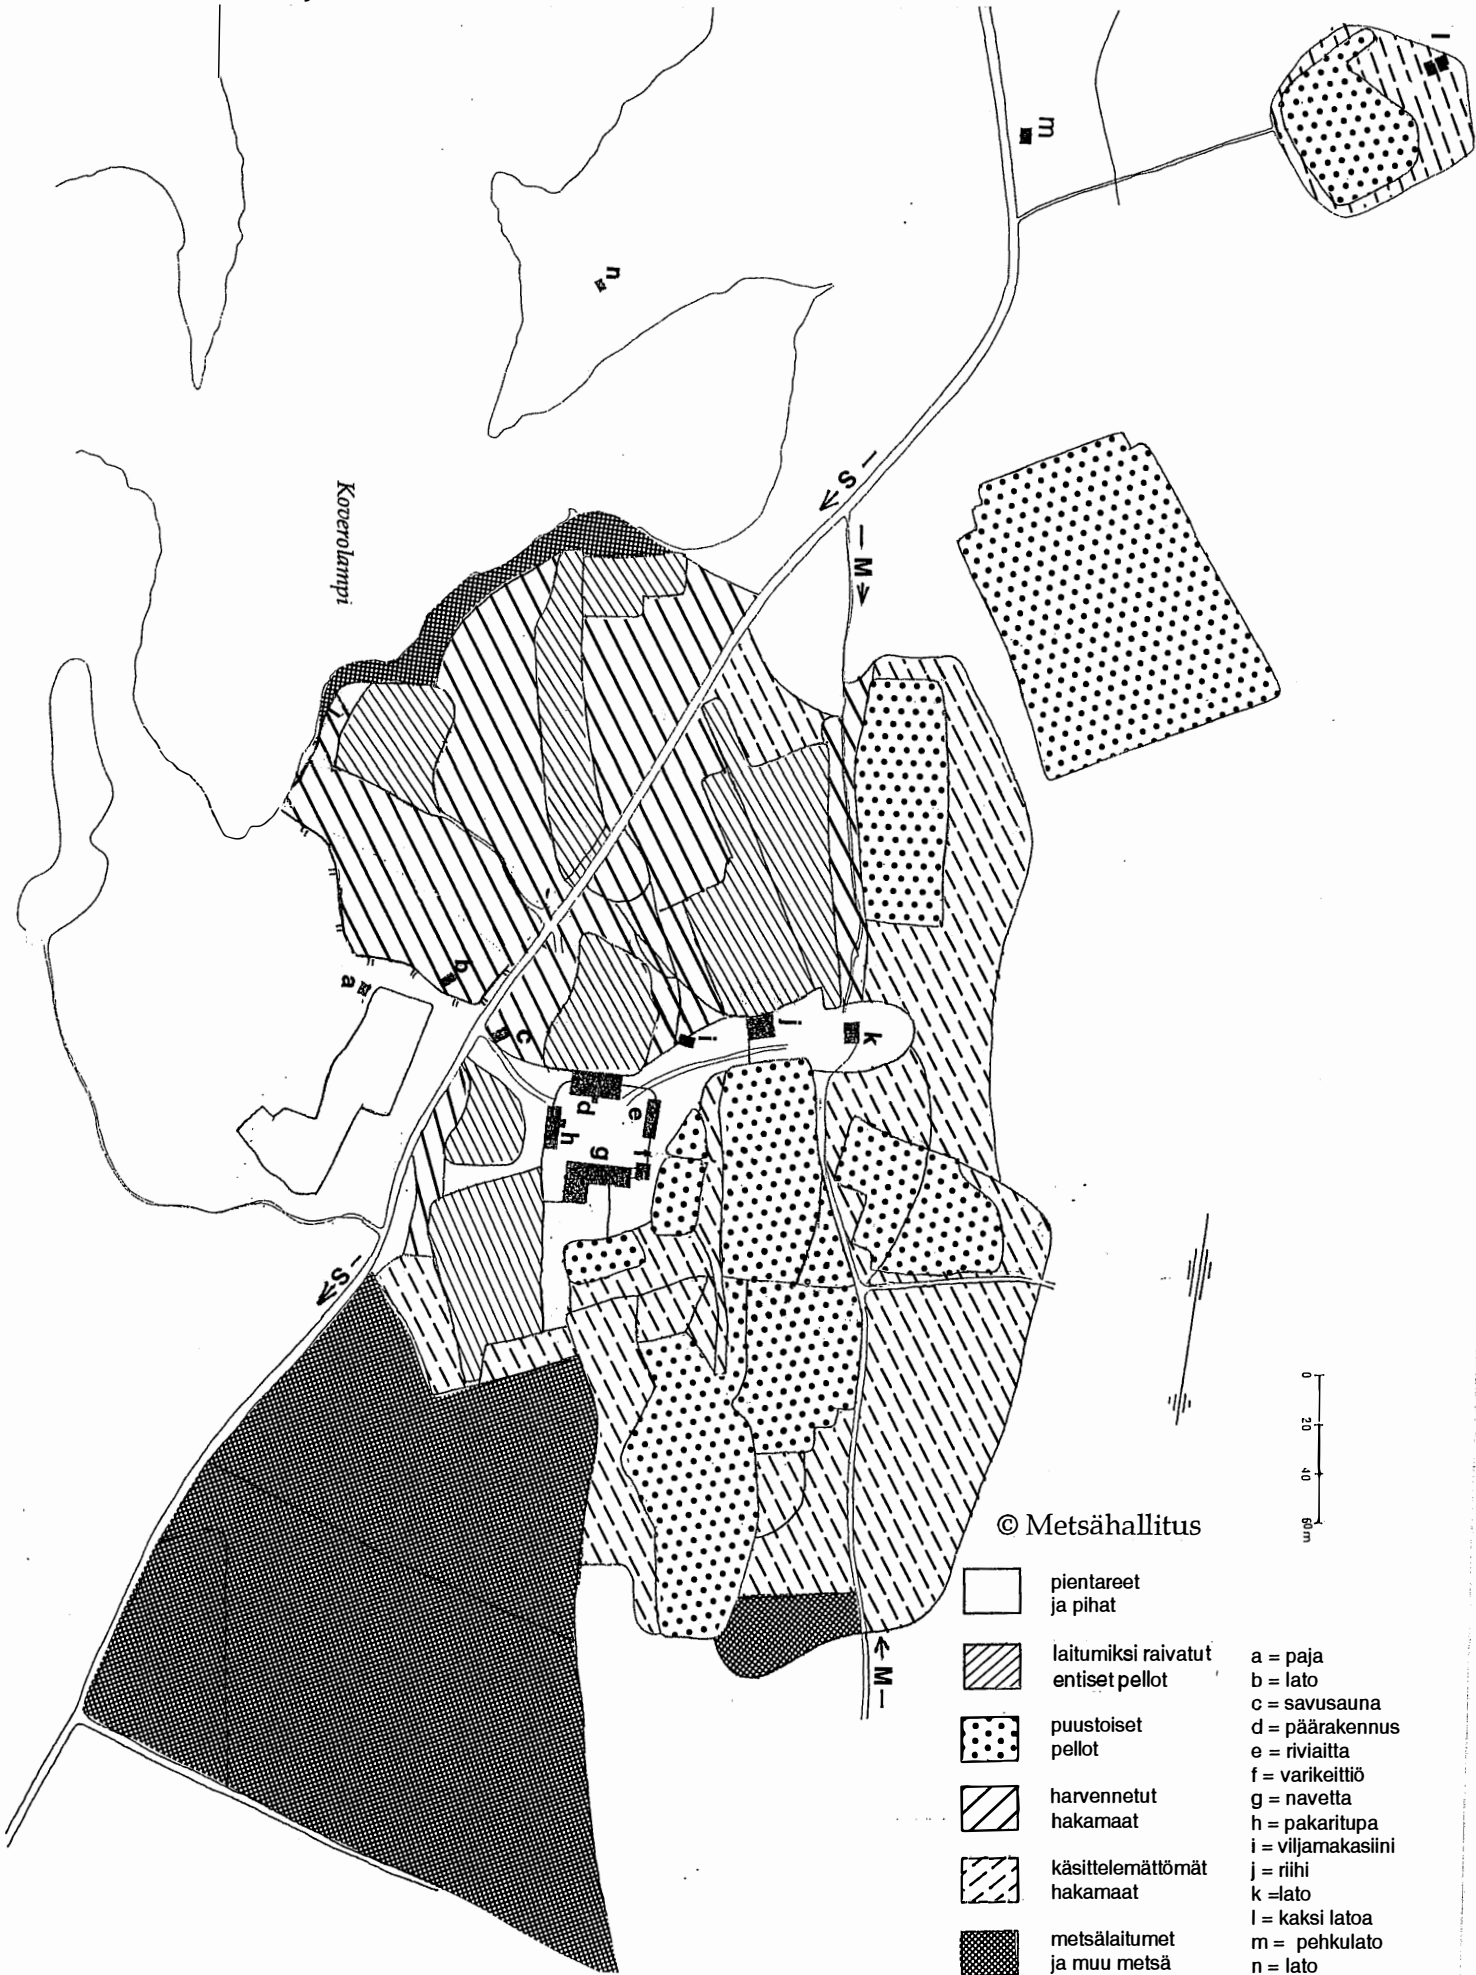 l
m
n
– S
– M
Koverolampi
b
a
c
i
j
k
d
e
h
g
f
– S
0
20
40
60 m
© Metsähallitus
pientareet
ja pihat
laitumiksi raivatut
entiset pellot
puustoiset
pellot
harvennetut
hakamaat
käsittelemättömät
hakamaat
metsälaitumet
ja muu metsä
M –
a = paja
b = lato
c = savusauna
d = päärakennus
e = riviaitta
f = varikeittiö
g = navetta
h = pakaritupa
i = viljamakasiini
j = riihi
k =lato
l = kaksi latoa
m = pehkulato
n = lato